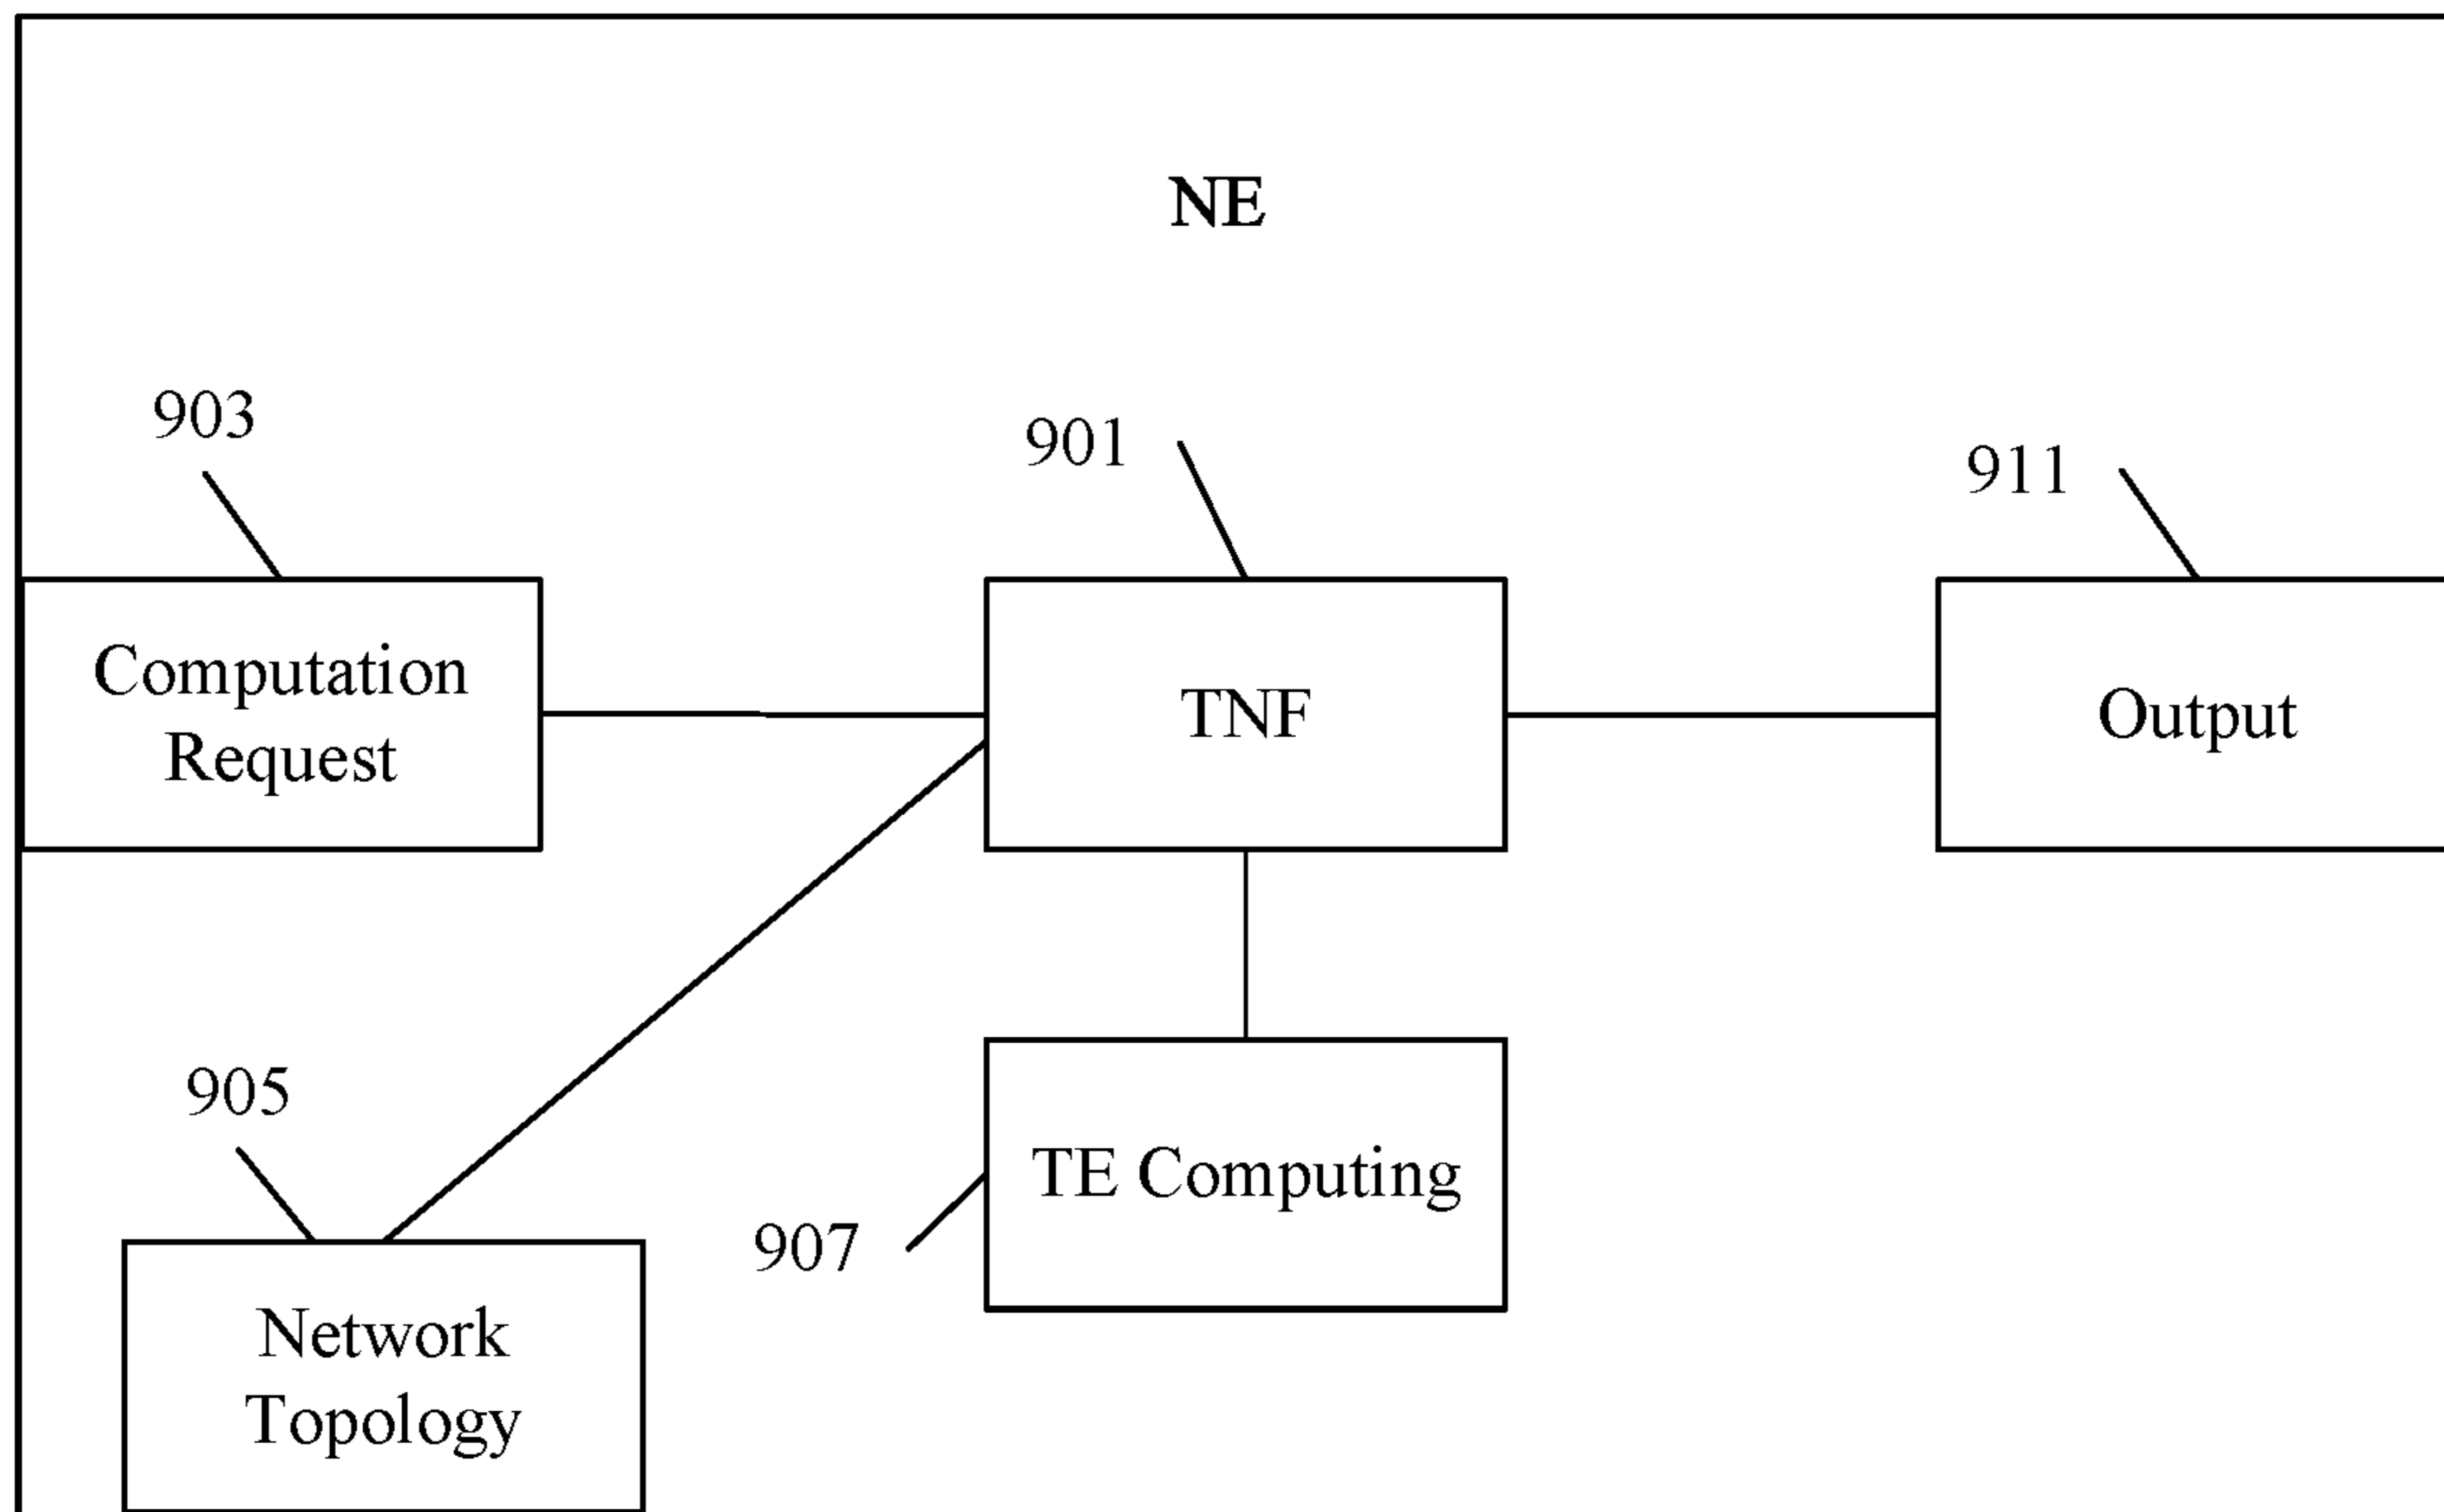 NE
903
901
911
Computation
Request
TNF
Output
905
907
TE Computing
Network
Topology